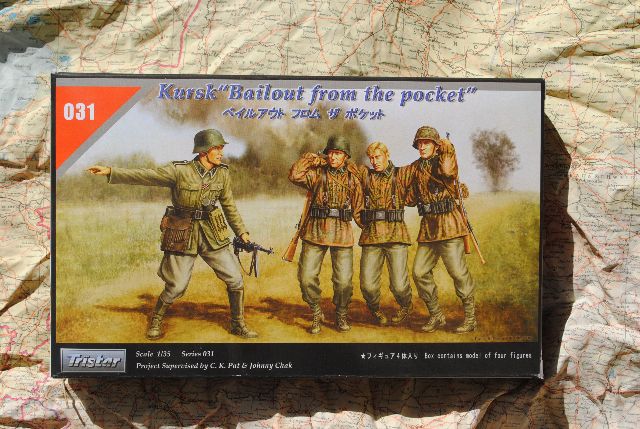 031
Kursk"Bailout from the pocket"
ベイルアウト フロム ザ ポケット
Tristar
Scale 1/35 Series 031
Project Supervised by C. K. Put & Johnny Chek
★フィギュア4体入り Box contains model of four figures